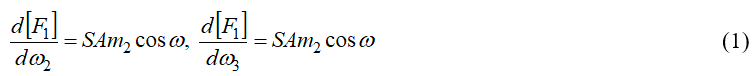 d[F₁]/dω₂ = SAm₂ cos ω, d[F₁]/dω₃ = SAm₂ cos ω (1)